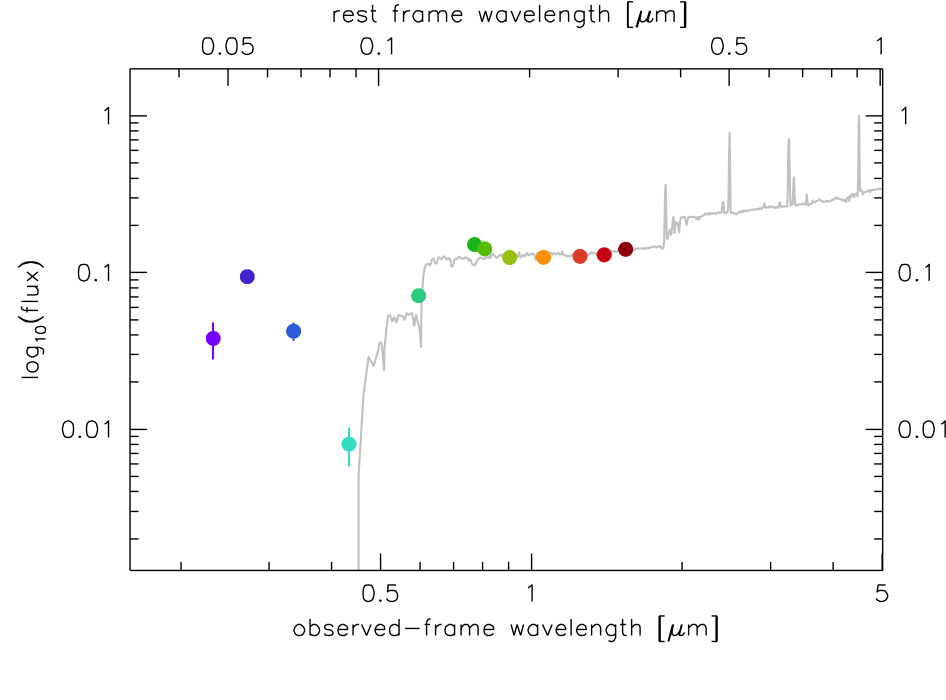 rest frame wavelength [μm]
0.05 0.1 0.5 1
1 1
0.1 0.1
0.01 0.01
log10(flux)
0.5 1 5
observed-frame wavelength [μm]